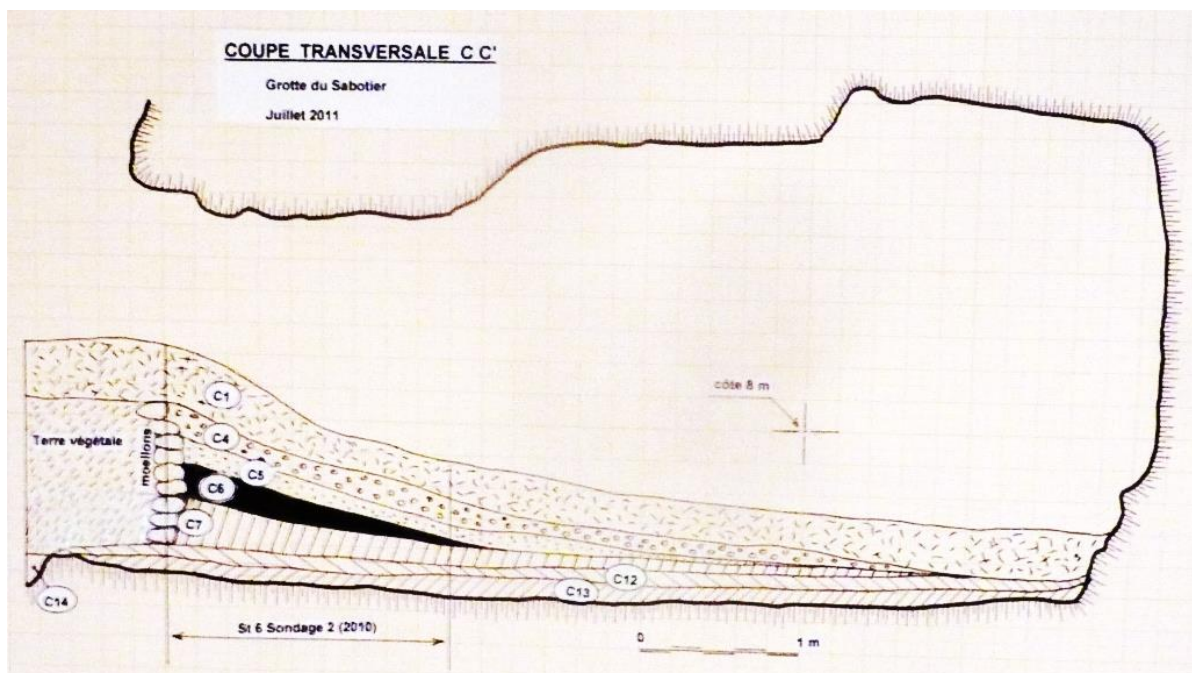 COUPE TRANSVERSALE C C'
Grotte du Sabotier
Juillet 2011
côte 8 m
C1
Terre végétale
moellons
C4
C5
C6
C7
C12
C13
C14
St 6 Sondage 2 (2010)
0
1 m